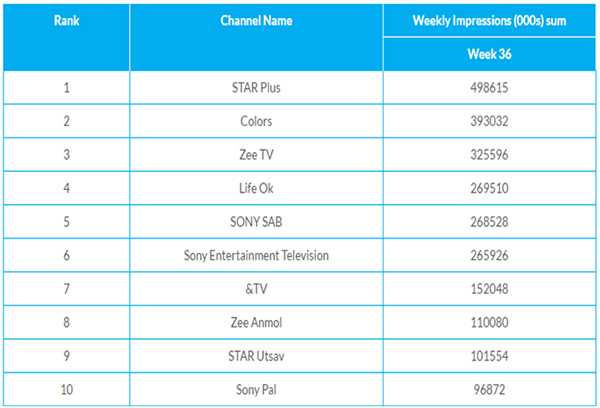 Rank Channel Name Weekly Impressions (000s) sum
Week 36
1 STAR Plus 498615
2 Colors 393032
3 Zee TV 325596
4 Life Ok 269510
5 SONY SAB 268528
6 Sony Entertainment Television 265926
7 &TV 152048
8 Zee Anmol 110080
9 STAR Utsav 101554
10 Sony Pal 96872